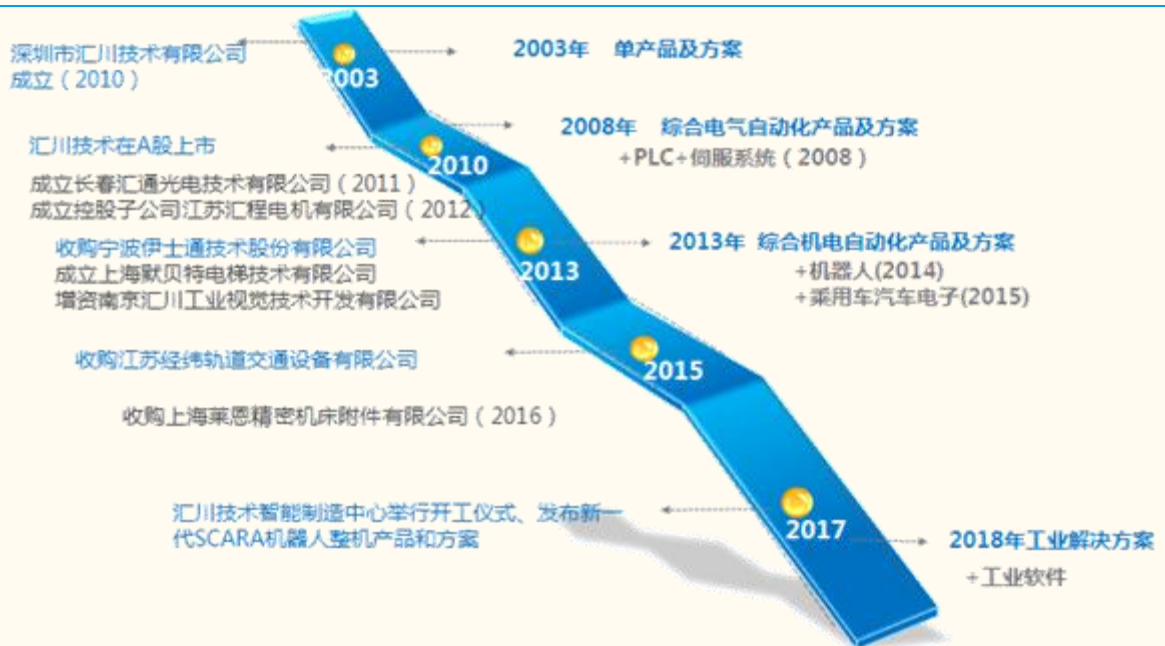 深圳市汇川技术有限公司
成立（2010）
2003
2003年 单产品及方案
汇川技术在A股上市
2010
2008年 综合电气自动化产品及方案
+PLC+伺服系统（2008）
成立长春汇通光电技术有限公司（2011）
成立控股子公司江苏汇程电机有限公司（2012）
收购宁波伊士通技术股份有限公司
成立上海默贝特电梯技术有限公司
增资南京汇川工业视觉技术开发有限公司
2013
2013年 综合机电自动化产品及方案
+机器人(2014)
+乘用车汽车电子(2015)
收购江苏经纬轨道交通设备有限公司
2015
收购上海莱恩精密机床附件有限公司（2016）
汇川技术智能制造中心举行开工仪式、发布新一
代SCARA机器人整机产品和方案
2017
2018年工业解决方案
+工业软件